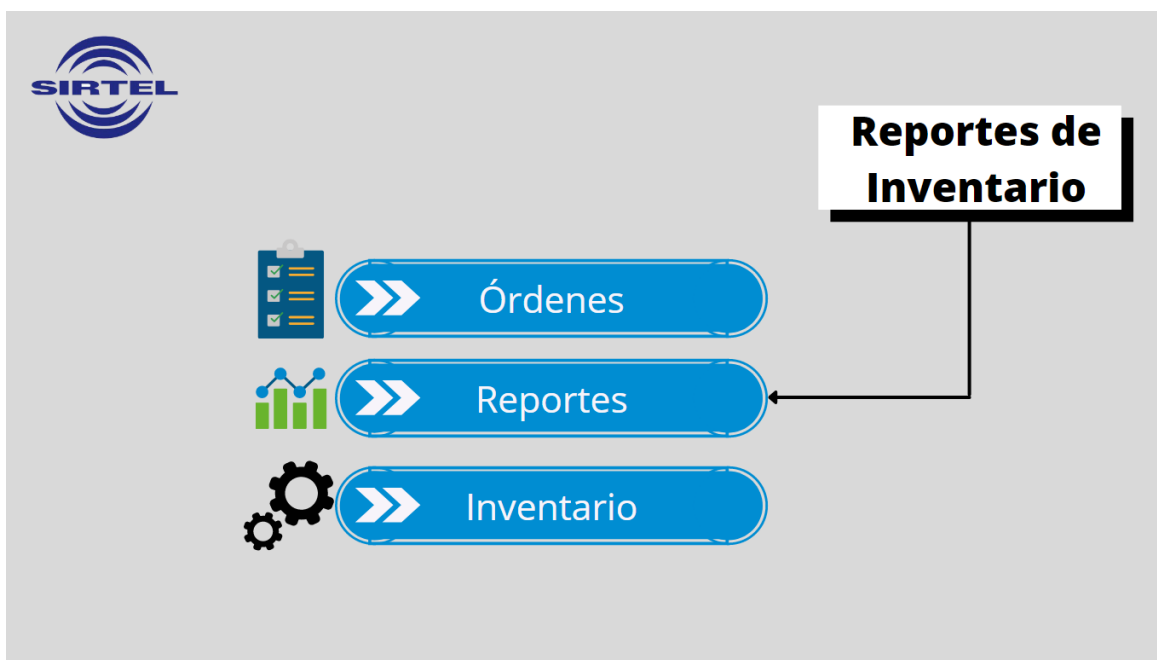 SIRTEL
Reportes de
Inventario
Órdenes
Reportes
Inventario